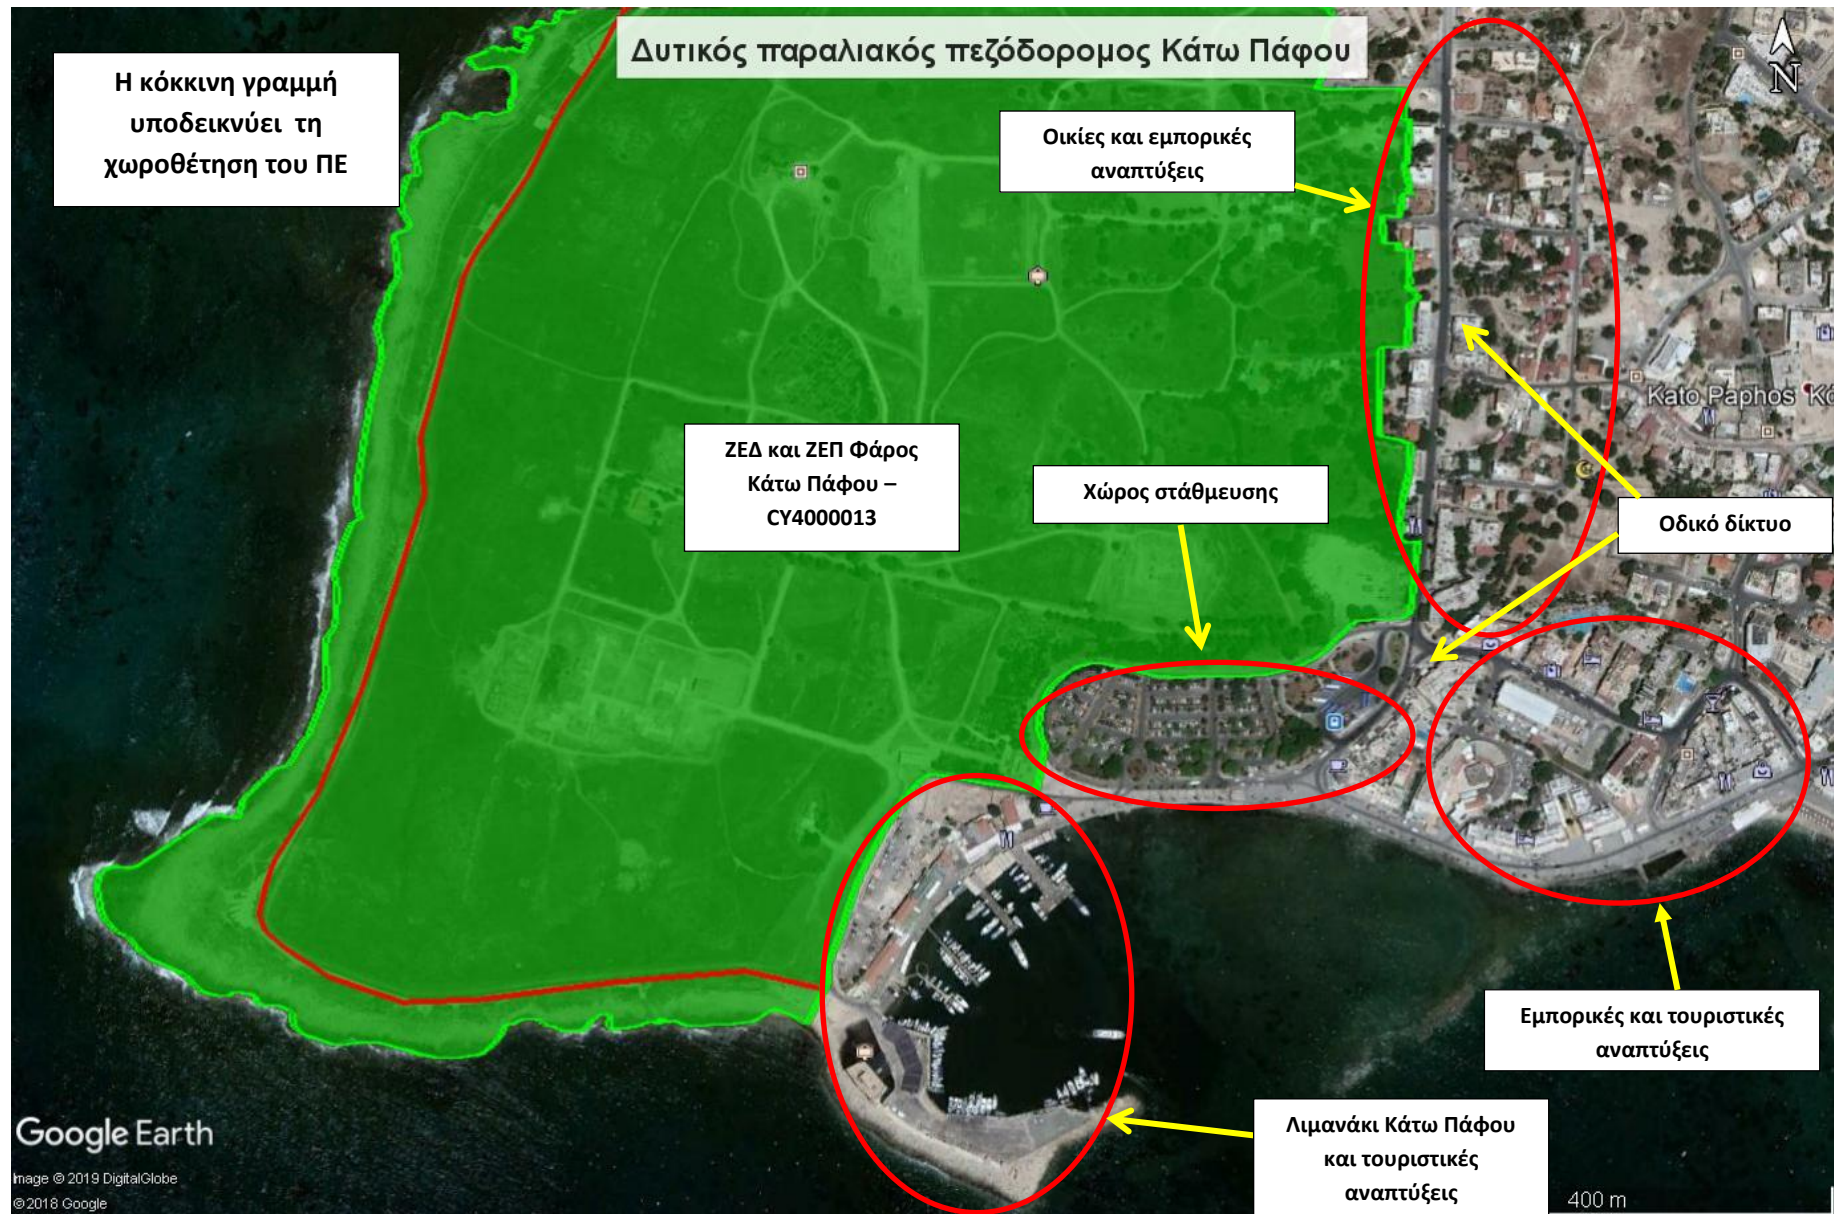 Δυτικός παραλιακός πεζόδορομος Κάτω Πάφου
Η κόκκινη γραμμή
υποδεικνύει τη
χωροθέτηση του ΠΕ
Οικίες και εμπορικές
αναπτύξεις
N
Kato Paphos Κό
ΖΕΔ και ΖΕΠ Φάρος
Κάτω Πάφου –
CY4000013
Χώρος στάθμευσης
Οδικό δίκτυο
Εμπορικές και τουριστικές
αναπτύξεις
Λιμανάκι Κάτω Πάφου
και τουριστικές
αναπτύξεις
Google Earth
Image © 2019 DigitalGlobe
© 2018 Google
400 m